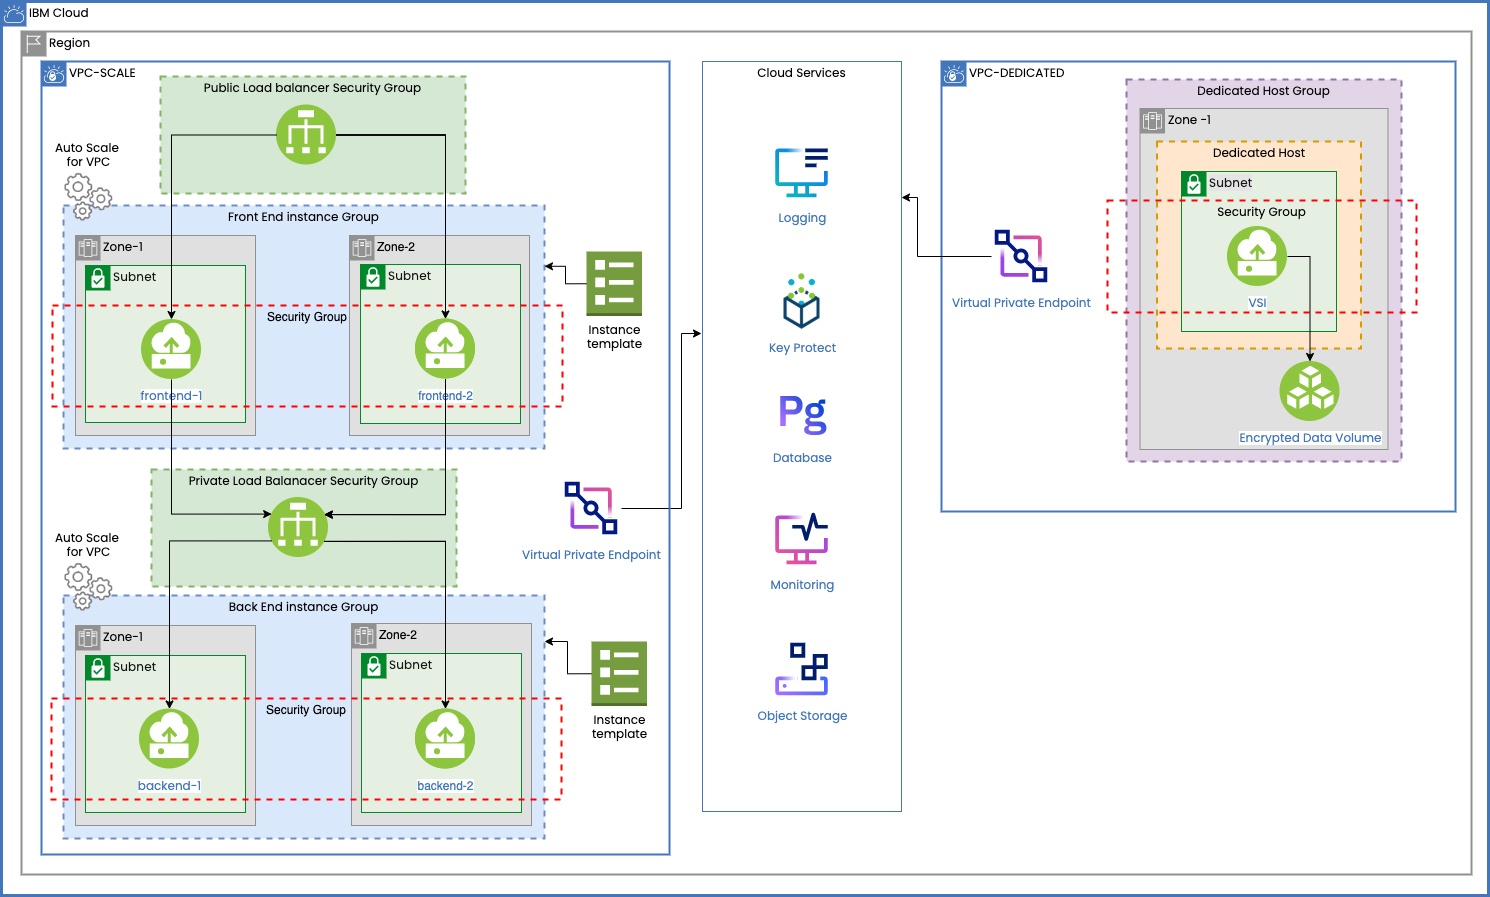 IBM Cloud
Region
VPC-SCALE
Public Load balancer Security Group
Auto Scale
for VPC
Front End instance Group
Zone-1
Subnet
Zone-2
Subnet
Security Group
frontend-1
frontend-2
Instance
template
Private Load Balanacer Security Group
Auto Scale
for VPC
Virtual Private Endpoint
Back End instance Group
Zone-1
Subnet
Zone-2
Subnet
Security Group
backend-1
backend-2
Instance
template
Cloud Services
Logging
Key Protect
Pg
Database
Monitoring
Object Storage
VPC-DEDICATED
Dedicated Host Group
Zone -1
Dedicated Host
Subnet
Security Group
VSI
Virtual Private Endpoint
Encrypted Data Volume